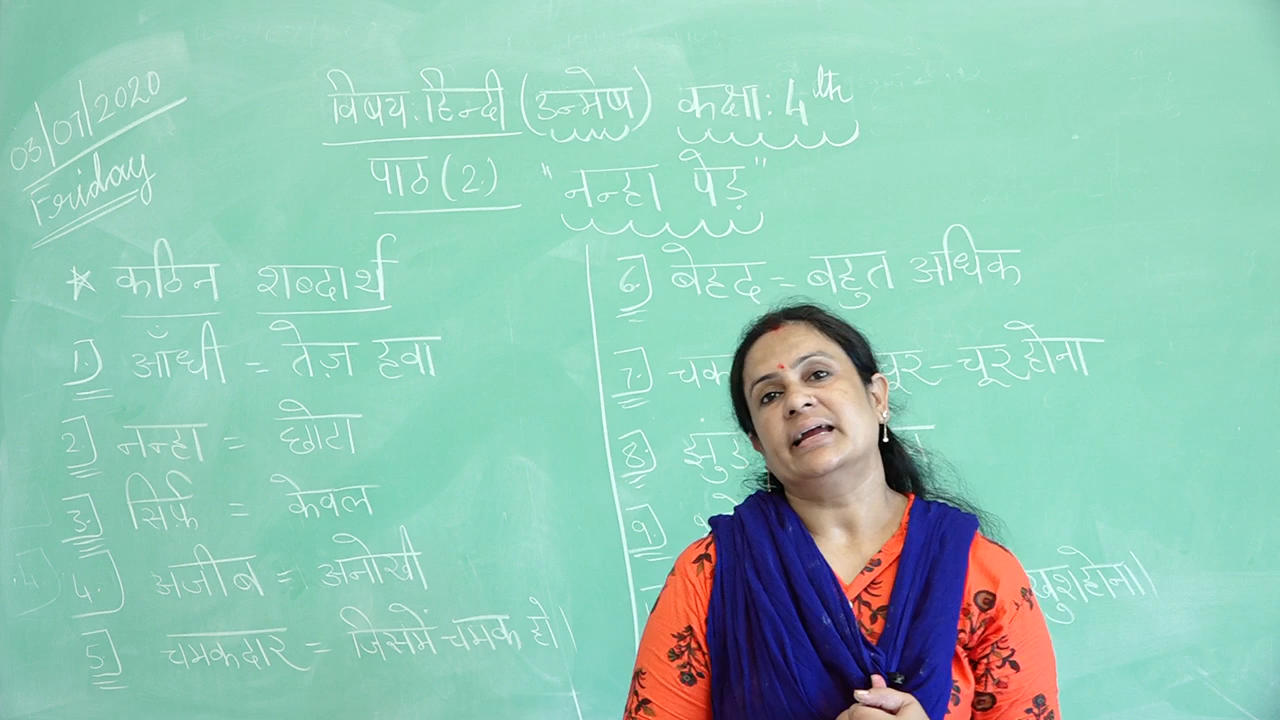 03/07/2020
Friday
विषय: हिन्दी (उन्मेष) कक्षा: 4th
पाठ (2.) "नन्हा पेड़"
* कठिन शब्दार्थ
1.] आँधी = तेज़ हवा
2.] नन्हा = छोटा
3.] सिर्फ़ = केवल
4.] अजीब = अनोखी
5] चमकदार = जिसमें चमक हो।
6.] बेहद = बहुत अधिक
7.] चक चूर-चूर होना
8.] झुंड
9.]
खुश होना।